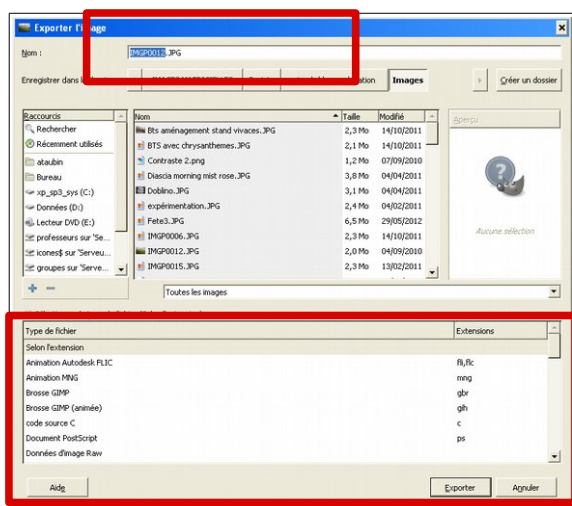 Exporter l'image
Nom :
IMGP0012.JPG
Enregistrer dans
Images
Créer un dossier
Raccourcis
Rechercher
Récemment utilisés
ataubin
Bureau
xp_sp3_sys (C:)
Données (D:)
Lecteur DVD (E:)
professeurs sur 'Se...
icones$ sur 'Serveu...
groupes sur 'Serve...
Nom Taille Modifié
Bts aménagement stand vivaces.JPG 2,3 Mo 14/10/2011
BTS avec chrysanthemes.JPG 2,1 Mo 14/10/2011
Contraste 2.png 1,2 Mo 07/09/2010
Diascia morning mist rose.JPG 3,8 Mo 04/04/2011
Doblino.JPG 3,1 Mo 04/04/2011
expérimentation.JPG 2,4 Mo 04/02/2011
Fete3.JPG 6,5 Mo 29/05/2012
IMGP0006.JPG 2,3 Mo 14/10/2011
IMGP0012.JPG 2,0 Mo 04/09/2010
IMGP0015.JPG 2,3 Mo 13/02/2011
Aperçu
Aucune sélection
Toutes les images
Type de fichier Extensions
Selon l'extension
Animation Autodesk FLIC fli,flc
Animation MNG mng
Brosse GIMP gbr
Brosse GIMP (animée) gih
code source C c
Document PostScript ps
Données d'image Raw
Aide
Exporter
Annuler